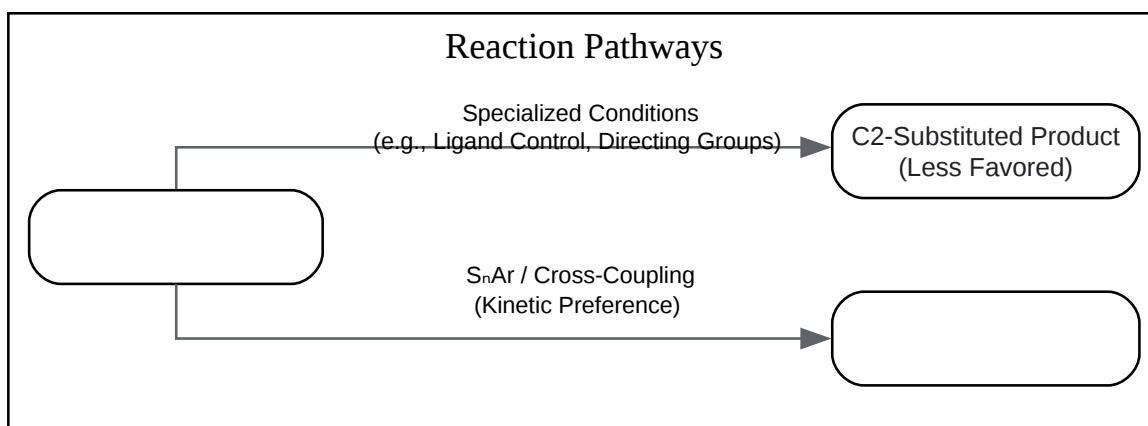 Reaction Pathways
Specialized Conditions
(e.g., Ligand Control, Directing Groups)
C2-Substituted Product
(Less Favored)
SₙAr / Cross-Coupling
(Kinetic Preference)